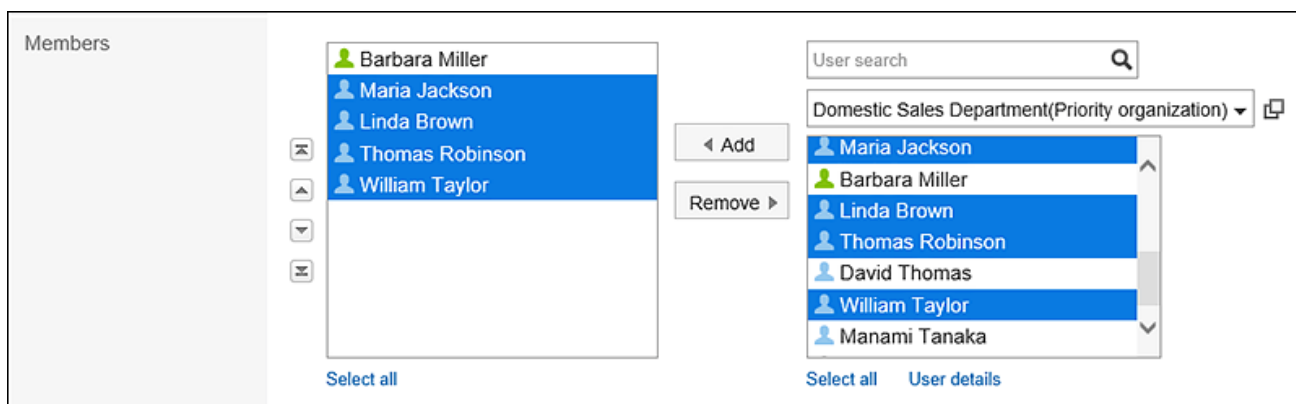 Members
Barbara Miller
Maria Jackson
Linda Brown
Thomas Robinson
William Taylor
Select all
Add
Remove
User search
Domestic Sales Department(Priority organization)
Maria Jackson
Barbara Miller
Linda Brown
Thomas Robinson
David Thomas
William Taylor
Manami Tanaka
Select all User details